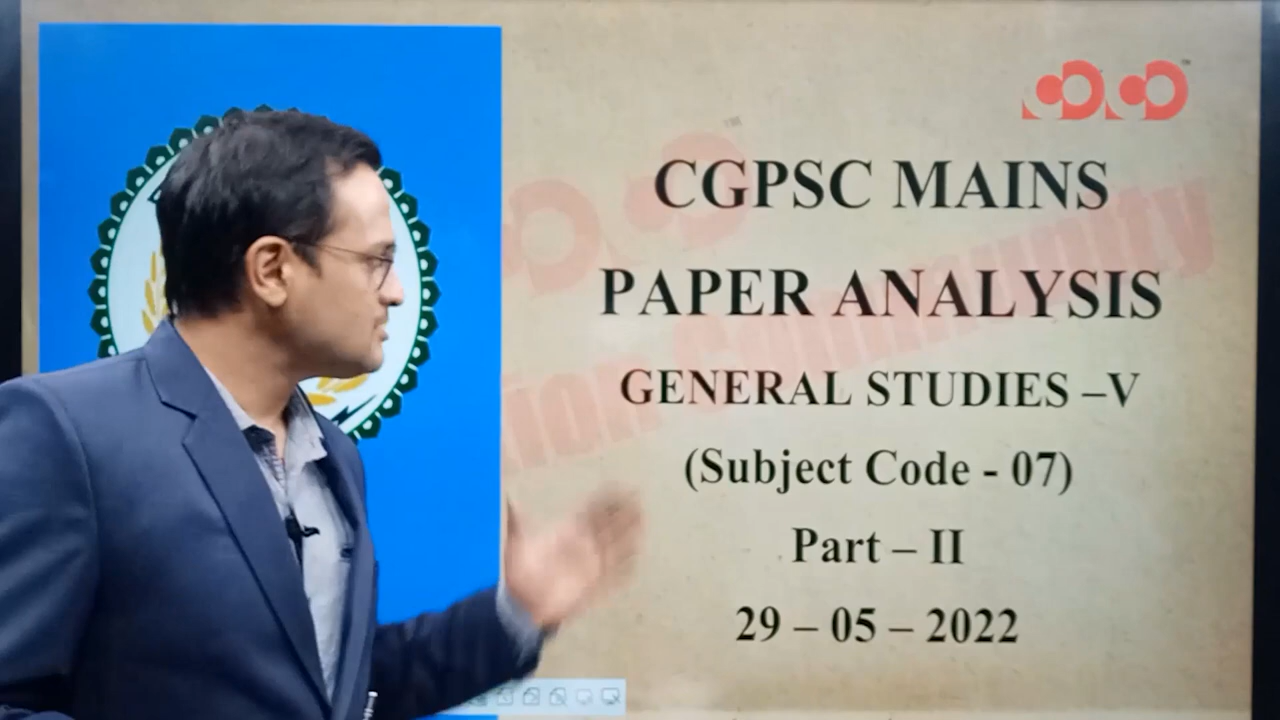 CGPSC MAINS
PAPER ANALYSIS
GENERAL STUDIES –V
(Subject Code - 07)
Part – II
29 – 05 – 2022